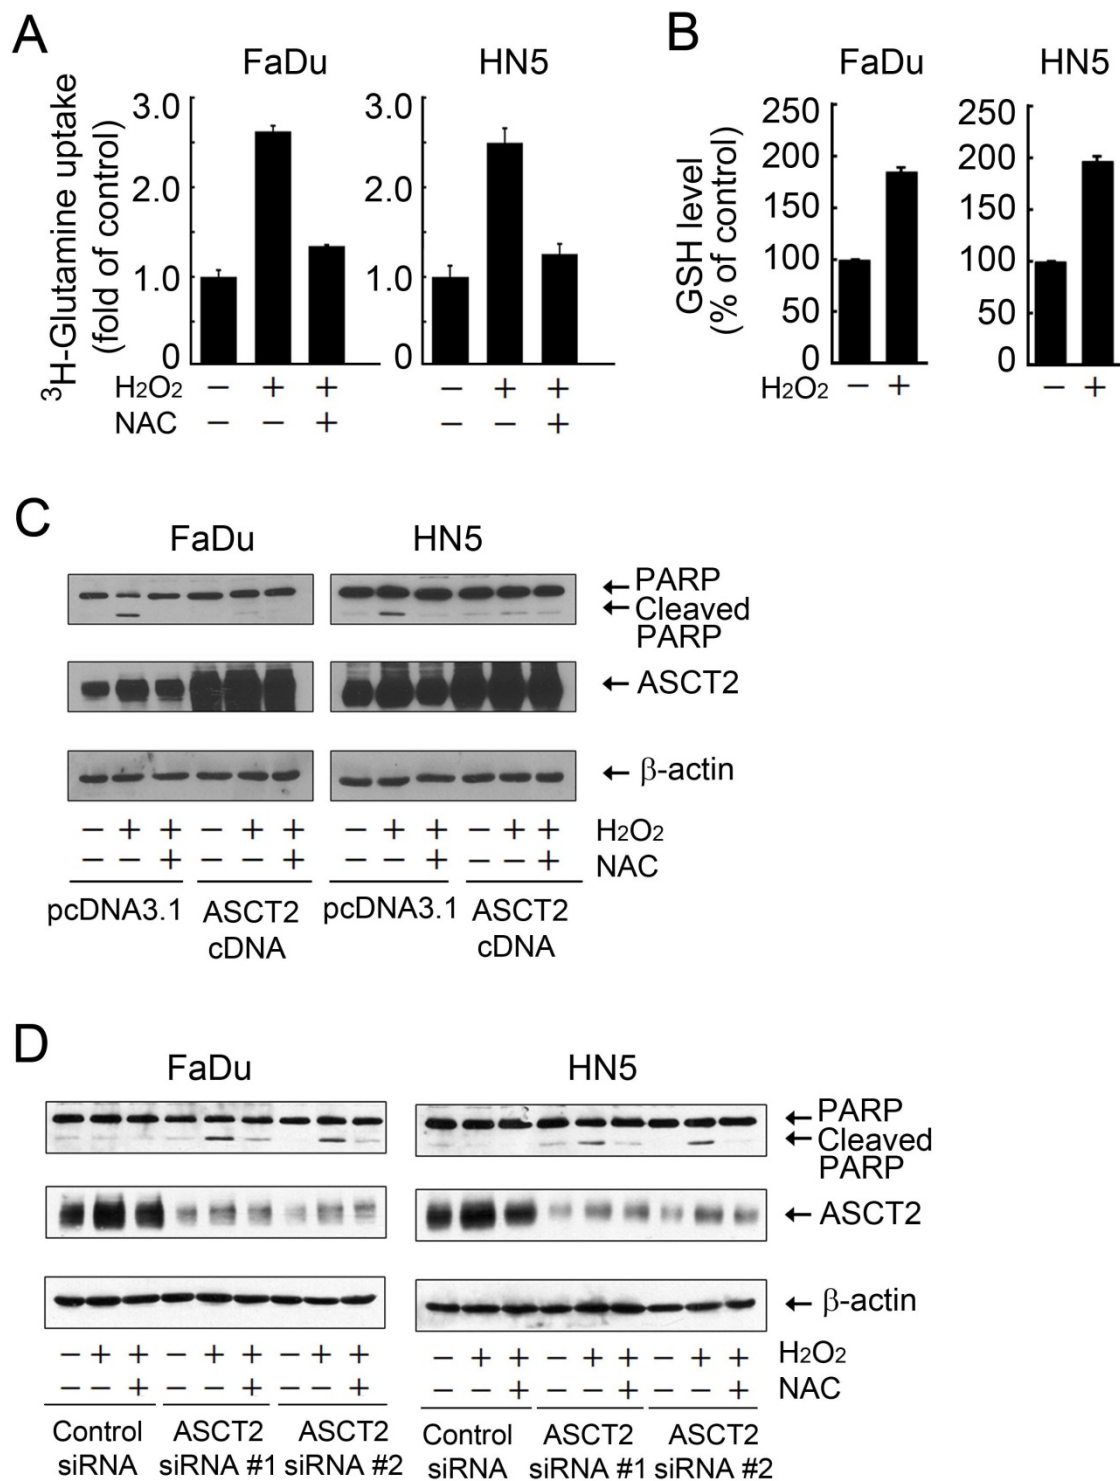 A
B
FaDu
HN5
FaDu
HN5
³H-Glutamine uptake
(fold of control)
3.0
2.0
1.0
0
3.0
2.0
1.0
0
GSH level
(% of control)
250
200
150
100
50
0
250
200
150
100
50
0
H₂O₂ − + + − + +
NAC − − + − − +
H₂O₂ − + − +
C
FaDu
HN5
← PARP
← Cleaved
PARP
← ASCT2
← β-actin
− + + − + + − + + − + + H₂O₂
− − + − − + − − + − − + NAC
pcDNA3.1
ASCT2
cDNA
pcDNA3.1
ASCT2
cDNA
D
FaDu
HN5
← PARP
← Cleaved
PARP
← ASCT2
← β-actin
− + + − + + − + + − + + − + + − + + H₂O₂
− − + − − + − − + − − + − − + − − + NAC
Control
siRNA
ASCT2
siRNA #1
ASCT2
siRNA #2
Control
siRNA
ASCT2
siRNA #1
ASCT2
siRNA #2